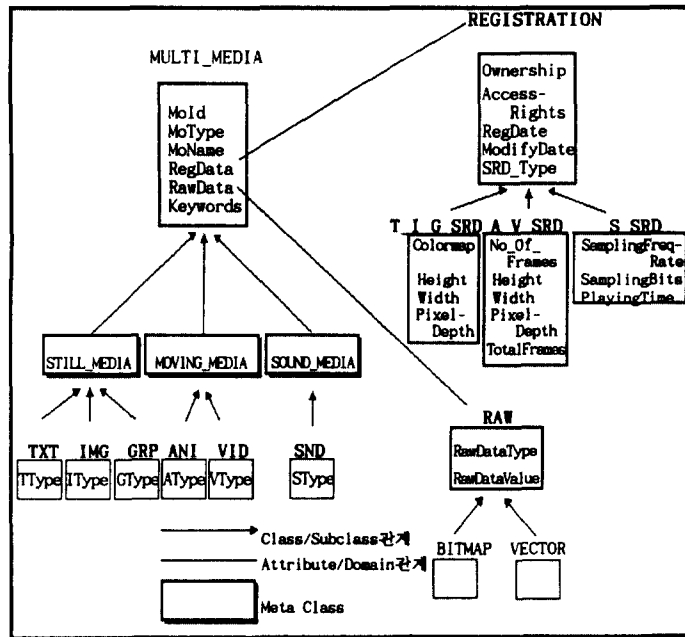 REGISTRATION
MULTI_MEDIA
MoId
MoType
MoName
RegData
RawData
Keywords
Ownership
Access-
Rights
RegDate
ModifyDate
SRD_Type
T_I_G_SRD A_V_SRD S_SRD
Colormap
Height
Width
Pixel-
Depth
No_Of_
Frames
Height
Width
Pixel-
Depth
TotalFrames
SamplingFreq-
Rates
SamplingBits
PlayingTime
STILL_MEDIA
MOVING_MEDIA
SOUND_MEDIA
TXT IMG GRP ANI VID SND
TType IType GType AType VType SType
RAW
RawDataType
RawDataValue
BITMAP VECTOR
Class/Subclass관계
Attribute/Domain관계
Meta Class